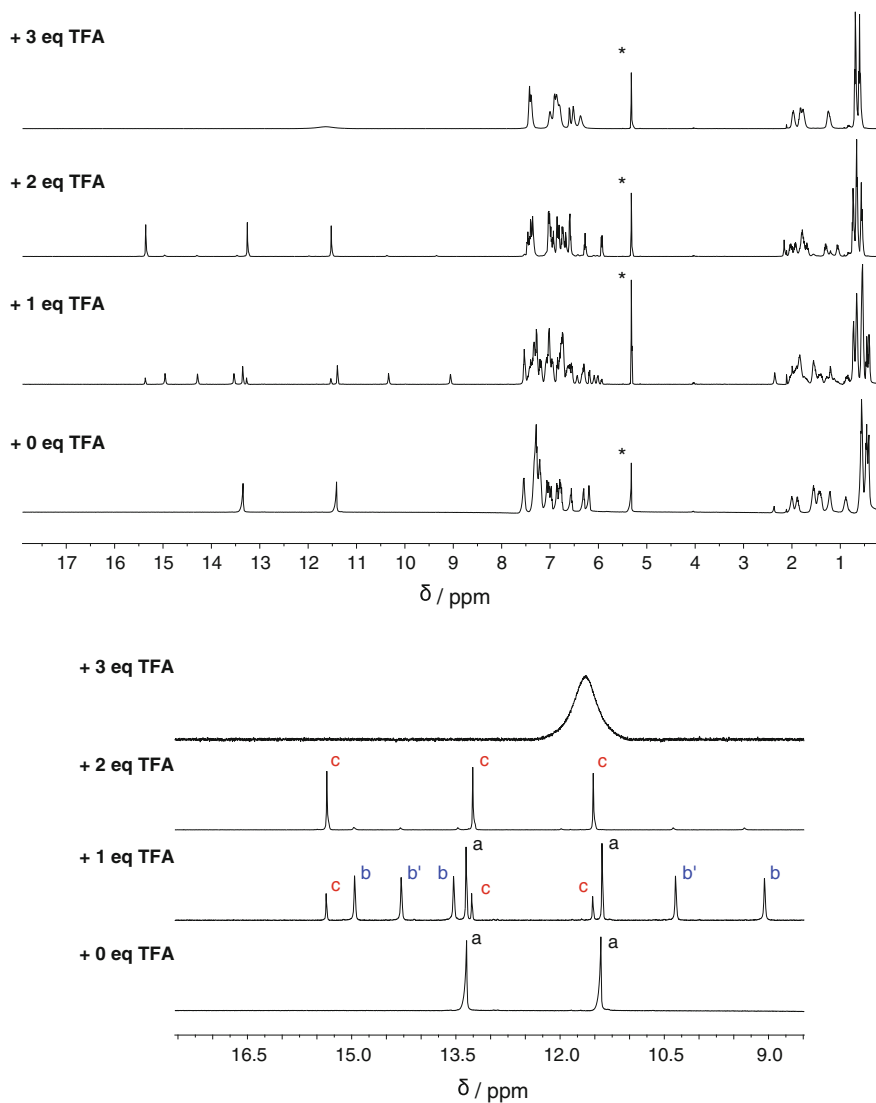 + 3 eq TFA
*
+ 2 eq TFA
*
+ 1 eq TFA
*
+ 0 eq TFA
*
17 16 15 14 13 12 11 10 9 8 7 6 5 4 3 2 1
δ / ppm
+ 3 eq TFA
+ 2 eq TFA
c c c
+ 1 eq TFA
c b b' b a c c a b' b
+ 0 eq TFA
a a
16.5 15.0 13.5 12.0 10.5 9.0
δ / ppm